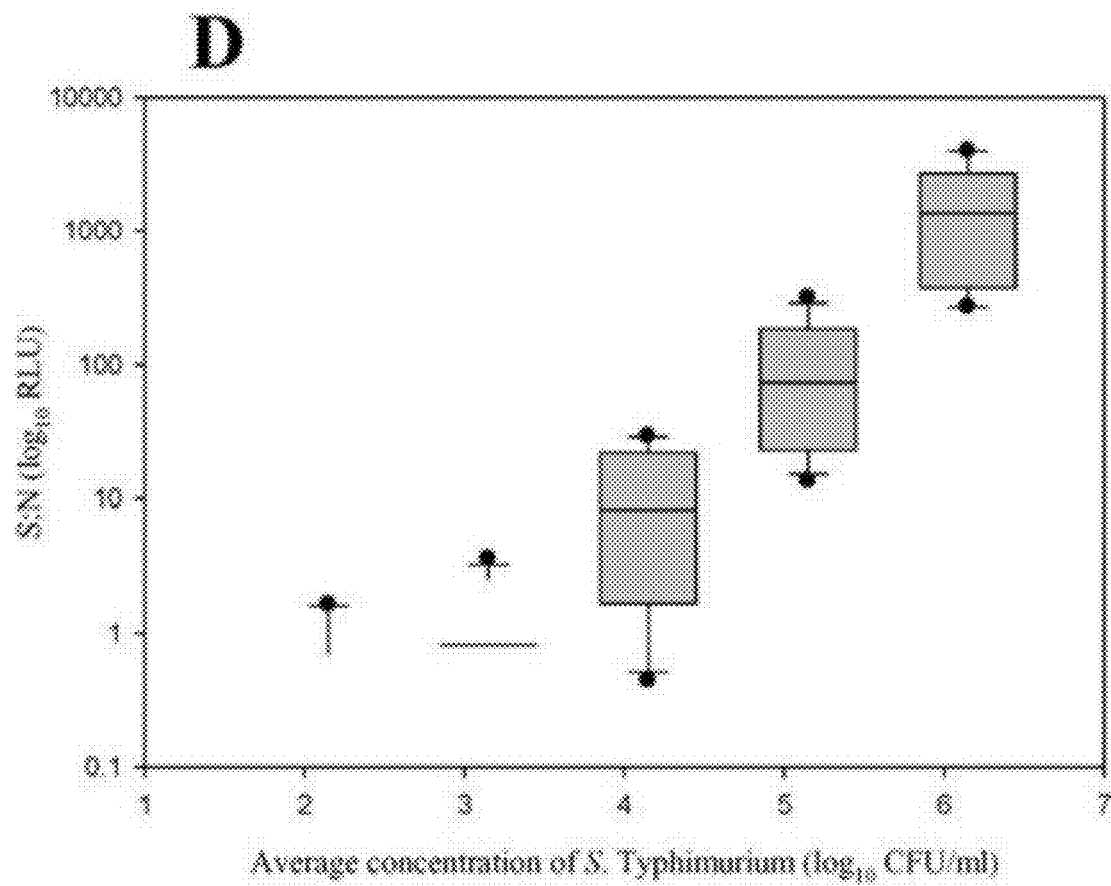 D
10000
1000
100
10
1
0.1
S:N (log10 RLU)
1 2 3 4 5 6 7
Average concentration of S. Typhimurium (log10 CFU/ml)